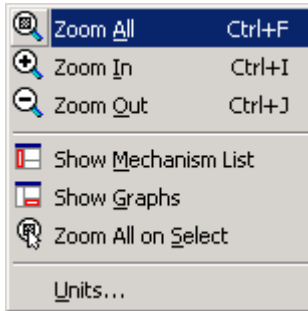 Zoom All Ctrl+F
Zoom In Ctrl+I
Zoom Out Ctrl+J
Show Mechanism List
Show Graphs
Zoom All on Select
Units...